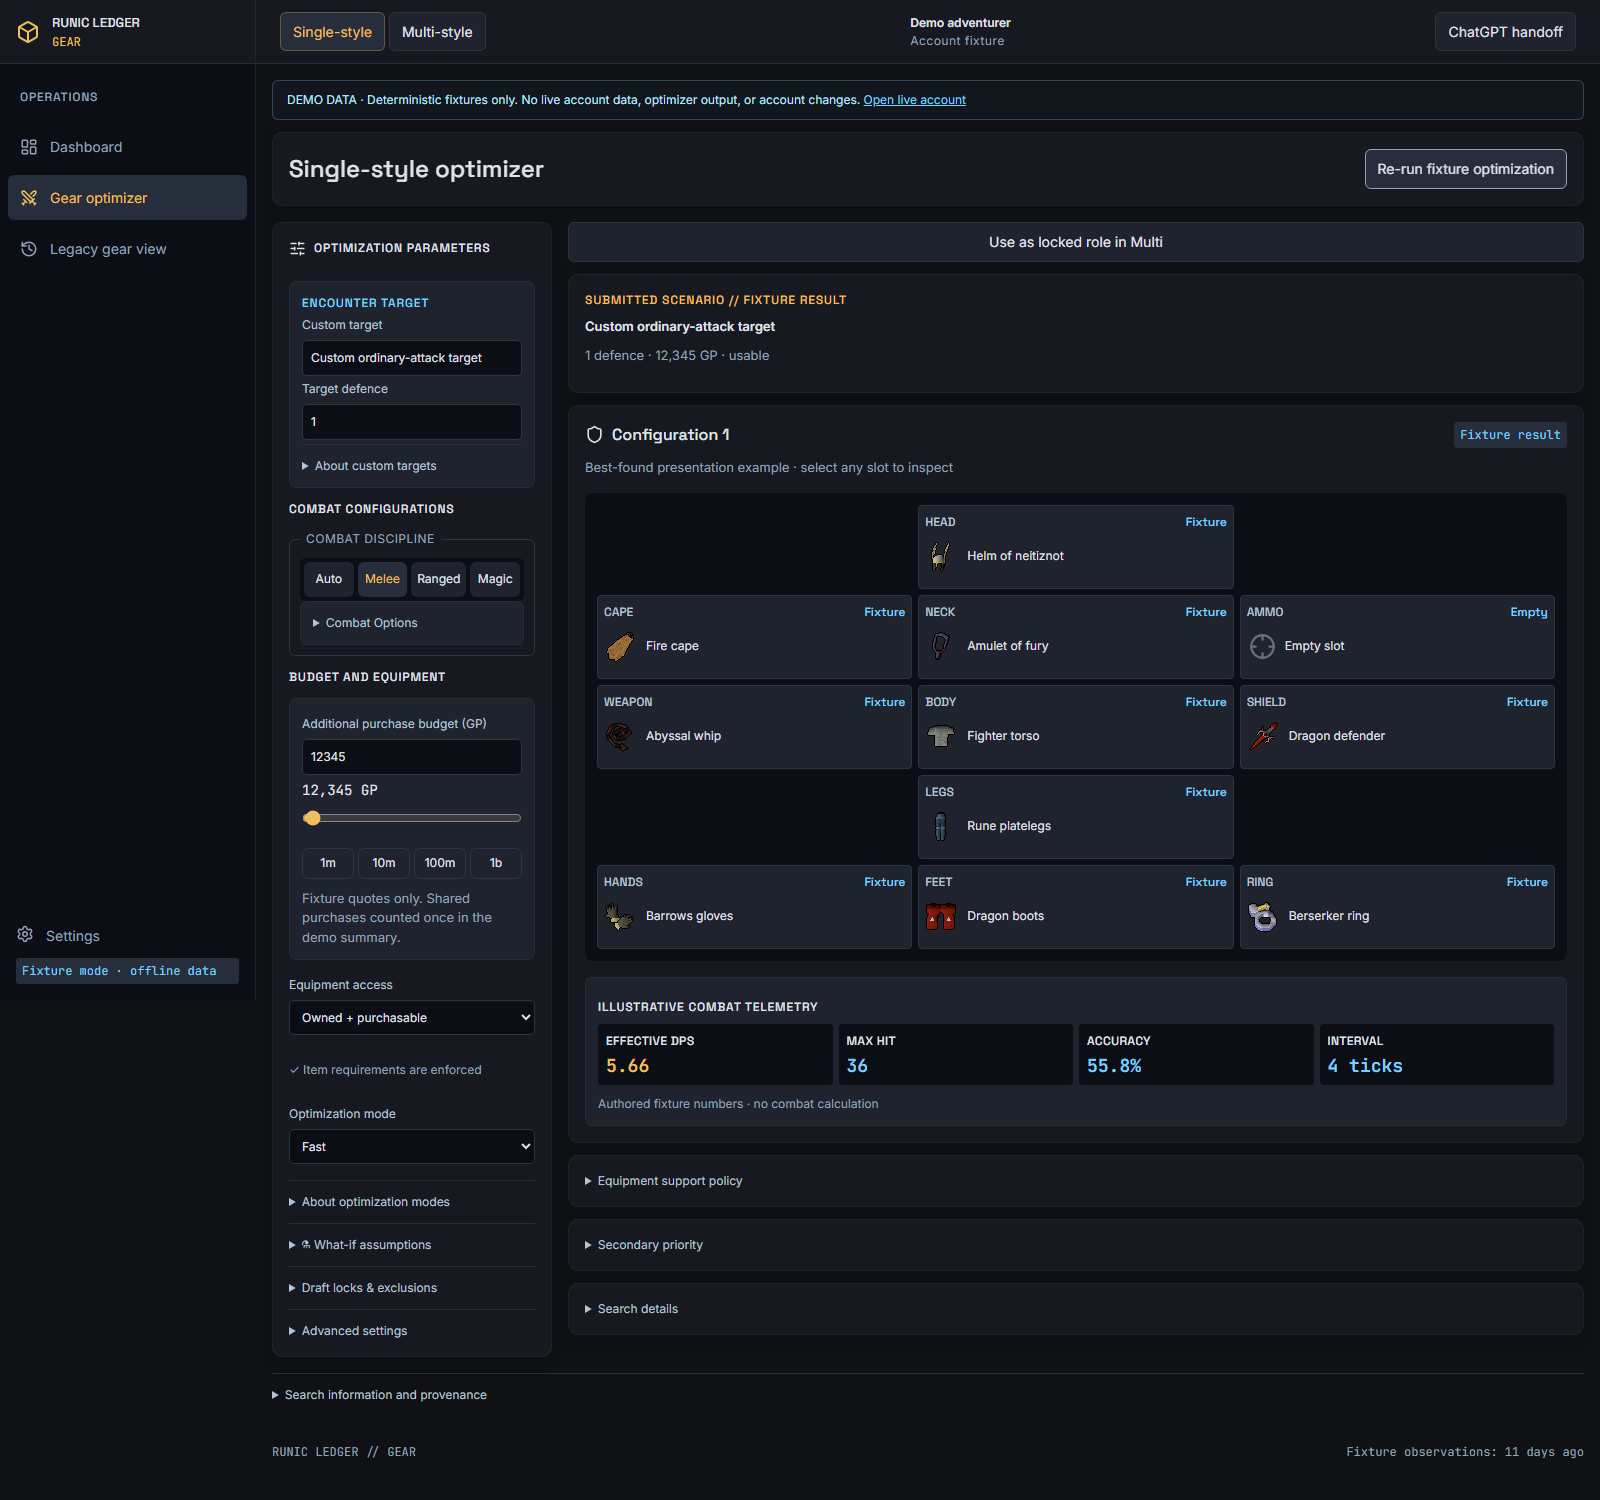 RUNIC LEDGER
GEAR
Single-style
Multi-style
Demo adventurer
Account fixture
ChatGPT handoff
OPERATIONS
Dashboard
Gear optimizer
Legacy gear view
Settings
Fixture mode · offline data
DEMO DATA · Deterministic fixtures only. No live account data, optimizer output, or account changes. Open live account
Single-style optimizer
Re-run fixture optimization
OPTIMIZATION PARAMETERS
ENCOUNTER TARGET
Custom target
Custom ordinary-attack target
Target defence
1
About custom targets
COMBAT CONFIGURATIONS
COMBAT DISCIPLINE
Auto
Melee
Ranged
Magic
Combat Options
BUDGET AND EQUIPMENT
Additional purchase budget (GP)
12345
12,345 GP
1m
10m
100m
1b
Fixture quotes only. Shared
purchases counted once in the
demo summary.
Equipment access
Owned + purchasable
✓ Item requirements are enforced
Optimization mode
Fast
About optimization modes
⚗ What-if assumptions
Draft locks & exclusions
Advanced settings
Use as locked role in Multi
SUBMITTED SCENARIO // FIXTURE RESULT
Custom ordinary-attack target
1 defence · 12,345 GP · usable
Configuration 1
Fixture result
Best-found presentation example · select any slot to inspect
HEAD
Fixture
Helm of neitiznot
CAPE
Fixture
Fire cape
NECK
Fixture
Amulet of fury
AMMO
Empty
Empty slot
WEAPON
Fixture
Abyssal whip
BODY
Fixture
Fighter torso
SHIELD
Fixture
Dragon defender
LEGS
Fixture
Rune platelegs
HANDS
Fixture
Barrows gloves
FEET
Fixture
Dragon boots
RING
Fixture
Berserker ring
ILLUSTRATIVE COMBAT TELEMETRY
EFFECTIVE DPS
5.66
MAX HIT
36
ACCURACY
55.8%
INTERVAL
4 ticks
Authored fixture numbers · no combat calculation
Equipment support policy
Secondary priority
Search details
Search information and provenance
RUNIC LEDGER // GEAR
Fixture observations: 11 days ago